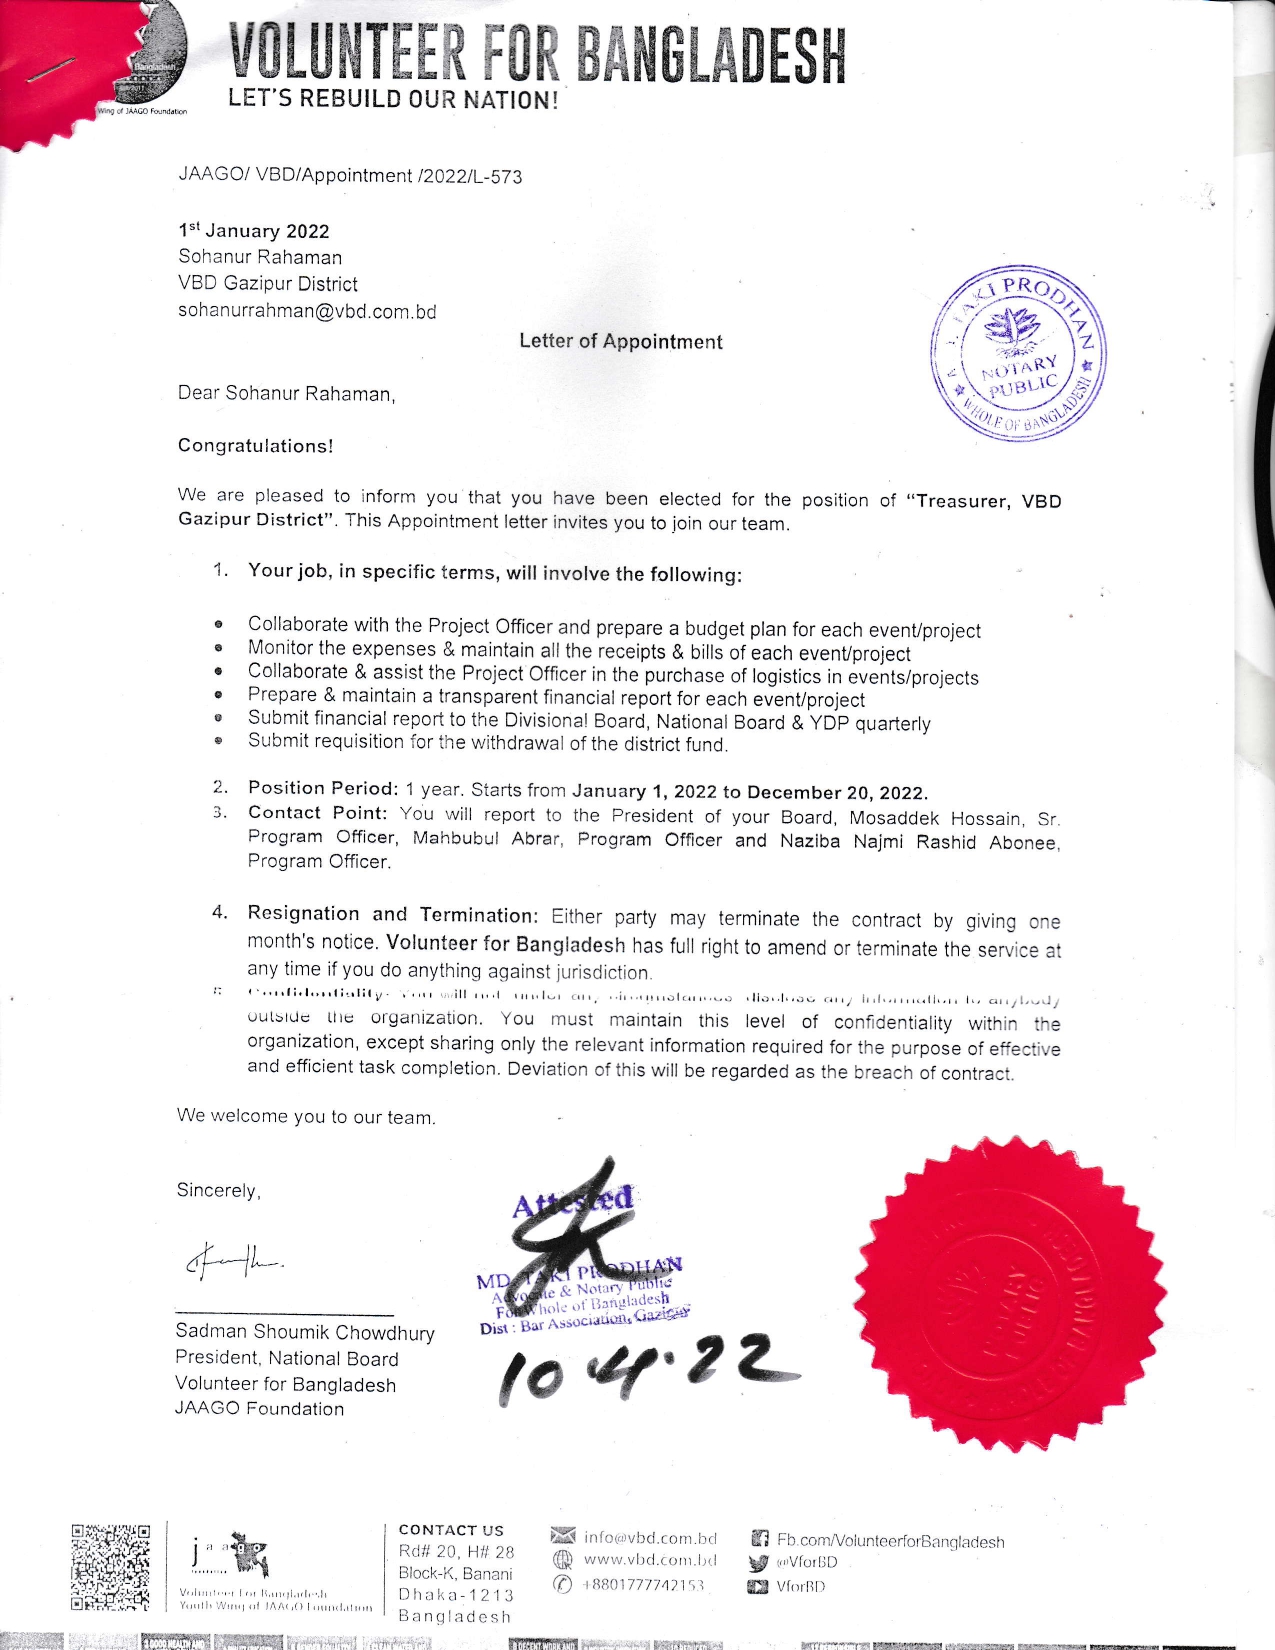 VOLUNTEER FOR BANGLADESH
LET'S REBUILD OUR NATION!
Wing of JAAGO Foundation
JAAGO/ VBD/Appointment /2022/L-573
1st January 2022
Sohanur Rahaman
VBD Gazipur District
sohanurrahman@vbd.com.bd
Letter of Appointment
TAKI PRODHAN
NOTARY
PUBLIC
WHOLE OF BANGLADESH
Dear Sohanur Rahaman,
Congratulations!
We are pleased to inform you that you have been elected for the position of “Treasurer, VBD
Gazipur District”. This Appointment letter invites you to join our team.
1. Your job, in specific terms, will involve the following:
• Collaborate with the Project Officer and prepare a budget plan for each event/project
• Monitor the expenses & maintain all the receipts & bills of each event/project
• Collaborate & assist the Project Officer in the purchase of logistics in events/projects
• Prepare & maintain a transparent financial report for each event/project
• Submit financial report to the Divisional Board, National Board & YDP quarterly
• Submit requisition for the withdrawal of the district fund.
2. Position Period: 1 year. Starts from January 1, 2022 to December 20, 2022.
3. Contact Point: You will report to the President of your Board, Mosaddek Hossain, Sr.
Program Officer, Mahbubul Abrar, Program Officer and Naziba Najmi Rashid Abonee,
Program Officer.
4. Resignation and Termination: Either party may terminate the contract by giving one
month's notice. Volunteer for Bangladesh has full right to amend or terminate the service at
any time if you do anything against jurisdiction.
Confidentiality: You will not under any circumstances disclose any information to anybody
outside the organization. You must maintain this level of confidentiality within the
organization, except sharing only the relevant information required for the purpose of effective
and efficient task completion. Deviation of this will be regarded as the breach of contract.
We welcome you to our team.
Sincerely,
Sadman Shoumik Chowdhury
President, National Board
Volunteer for Bangladesh
JAAGO Foundation
Attested
MD. TAKI PRODHAN
Advocate & Notary Public
For Whole of Bangladesh
Dist : Bar Association, Gazipur
10.4.22
jaago
Volunteer For Bangladesh
Youth Wing of JAAGO Foundation
CONTACT US
Rd# 20, H# 28
Block-K, Banani
Dhaka-1213
Bangladesh
info@vbd.com.bd
www.vbd.com.bd
+8801777742153
Fb.com/VolunteerforBangladesh
@VforBD
VforBD